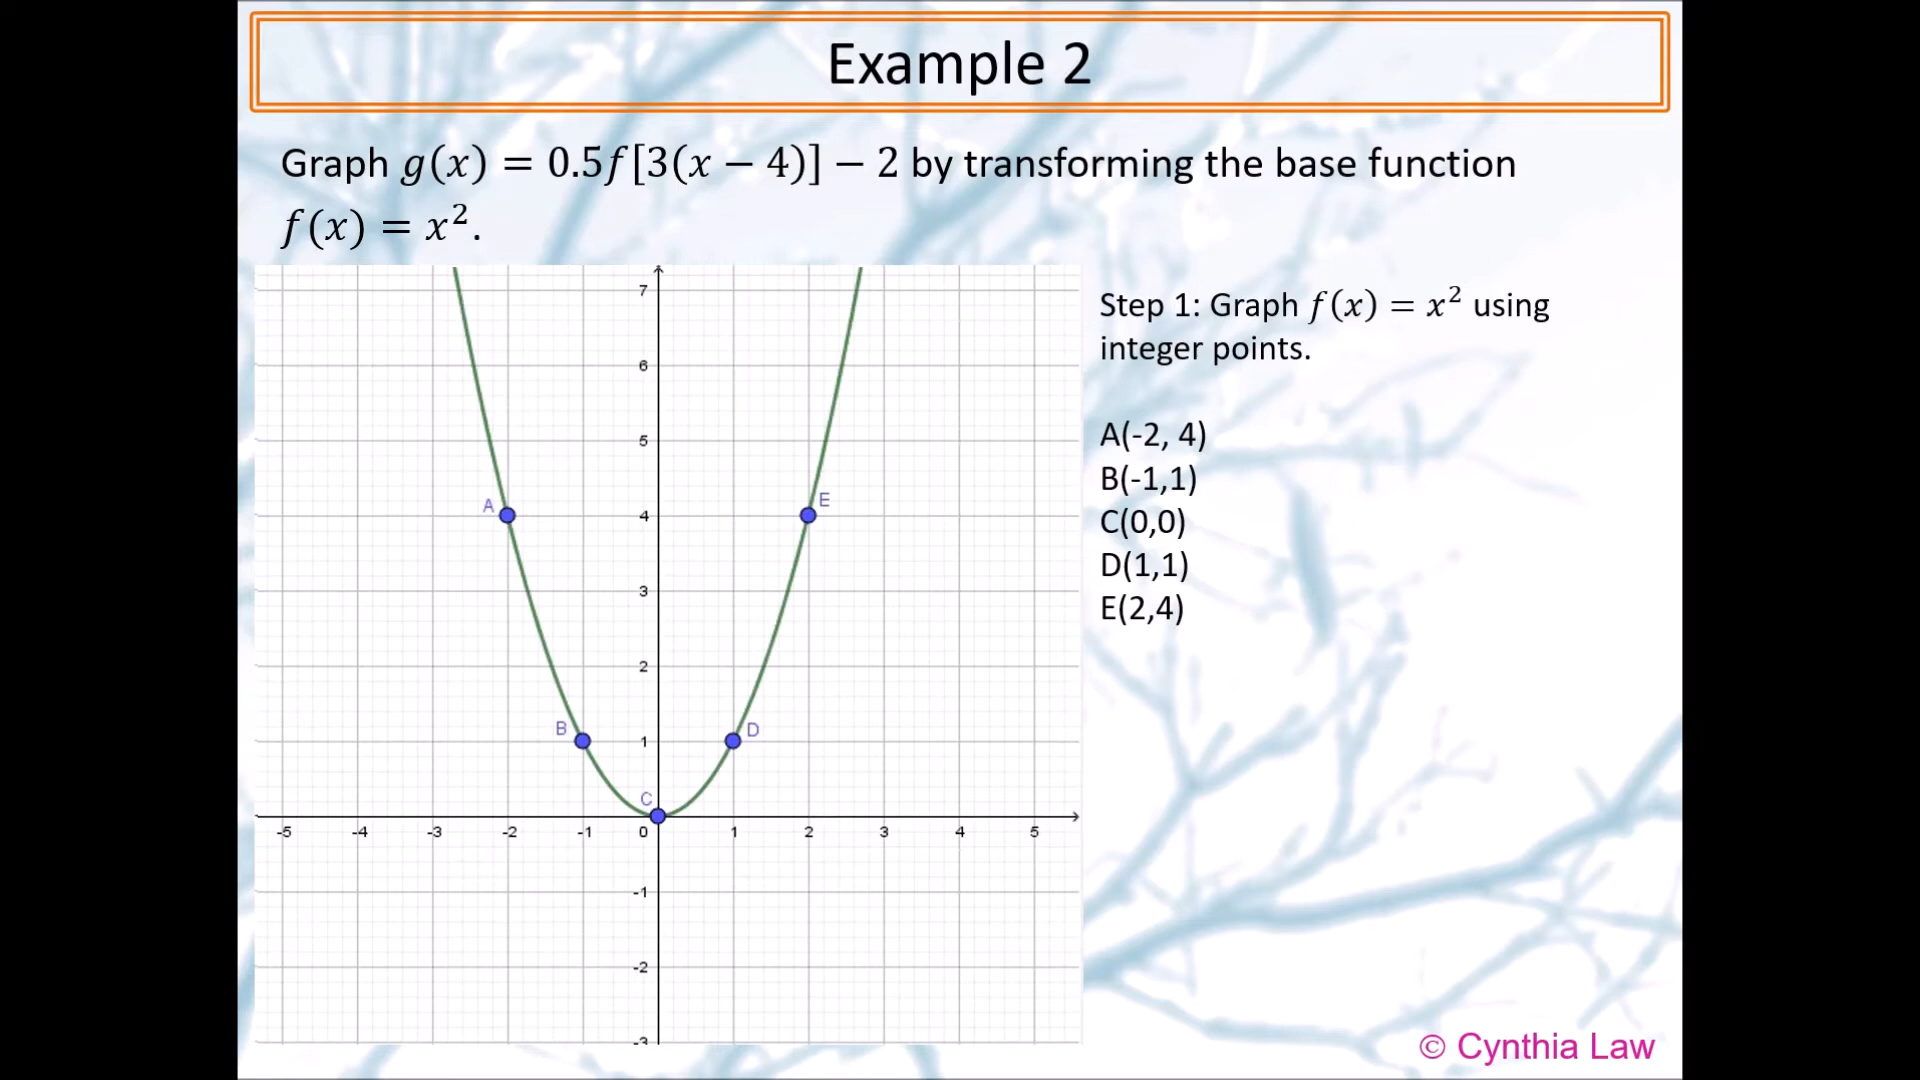 Example 2
Graph g(x) = 0.5f[3(x − 4)] − 2 by transforming the base function
f(x) = x².
Step 1: Graph f(x) = x² using
integer points.
A(-2, 4)
B(-1,1)
C(0,0)
D(1,1)
E(2,4)
7
6
5
A
E
4
3
2
B
D
1
C
-5 -4 -3 -2 -1 0 1 2 3 4 5
-1
-2
-3
© Cynthia Law